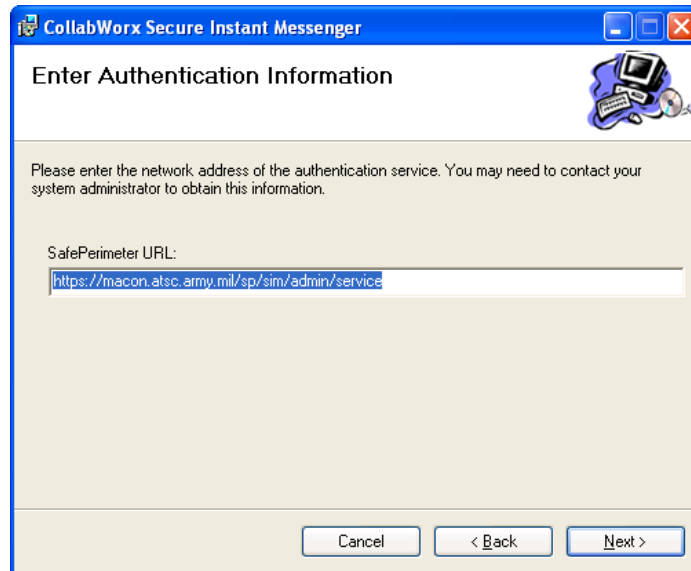 CollabWorx Secure Instant Messenger
Enter Authentication Information
Please enter the network address of the authentication service. You may need to contact your
system administrator to obtain this information.
SafePerimeter URL:
https://macon.atsc.army.mil/sp/sim/admin/service
Cancel
< Back
Next >